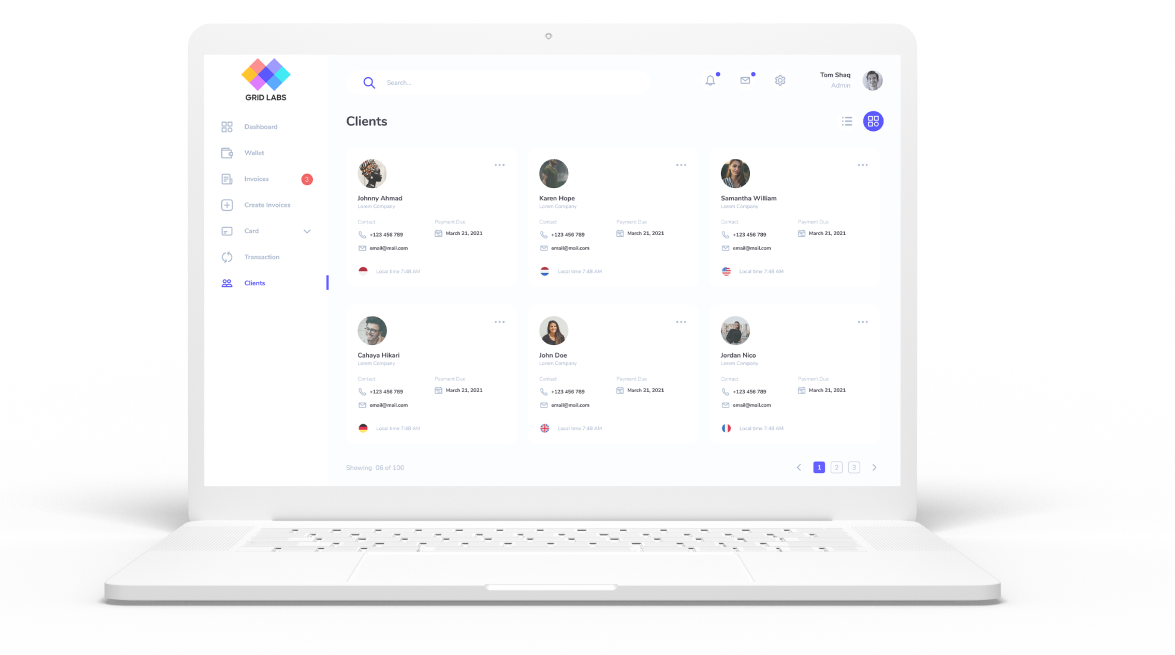 GRID LABS
Search...
Tom Shaq
Admin
Dashboard
Wallet
Invoices
2
Create Invoices
Card
Transaction
Clients
Clients
Johnny Ahmad
Lorem Company
Contact
Payment Due
+123 456 789
March 21, 2021
email@mail.com
Local time 7:48 AM
Karen Hope
Lorem Company
Contact
Payment Due
+123 456 789
March 21, 2021
email@mail.com
Local time 7:48 AM
Samantha William
Lorem Company
Contact
Payment Due
+123 456 789
March 21, 2021
email@mail.com
Local time 7:48 AM
Cahaya Hikari
Lorem Company
Contact
Payment Due
+123 456 789
March 21, 2021
email@mail.com
Local time 7:48 AM
John Doe
Lorem Company
Contact
Payment Due
+123 456 789
March 21, 2021
email@mail.com
Local time 7:48 AM
Jordan Nico
Lorem Company
Contact
Payment Due
+123 456 789
March 21, 2021
email@mail.com
Local time 7:48 AM
Showing 08 of 100
1 2 3